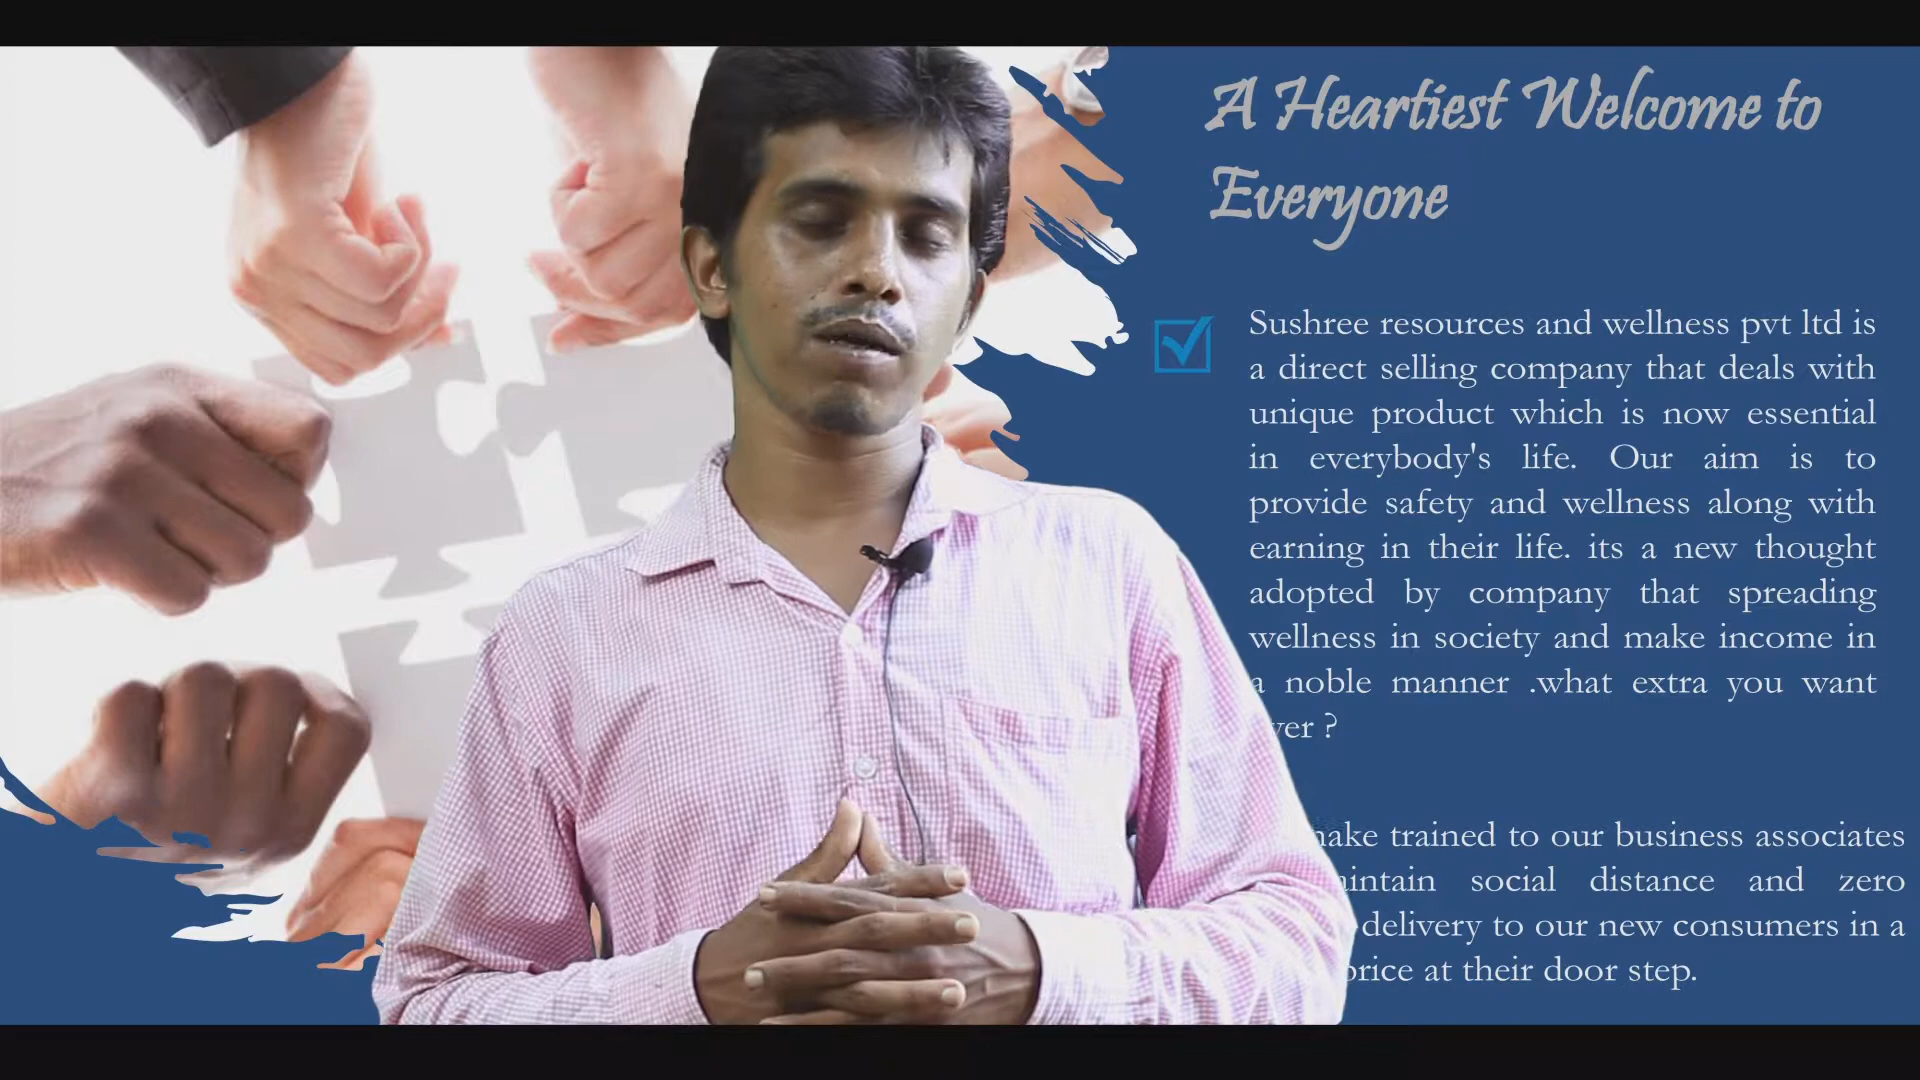 A Heartiest Welcome to
Everyone
Sushree resources and wellness pvt ltd is
a direct selling company that deals with
unique product which is now essential
in everybody's life. Our aim is to
provide safety and wellness along with
earning in their life. its a new thought
adopted by company that spreading
wellness in society and make income in
a noble manner .what extra you want
?
trained to our business associates
social distance and zero
delivery to our new consumers in a
price at their door step.